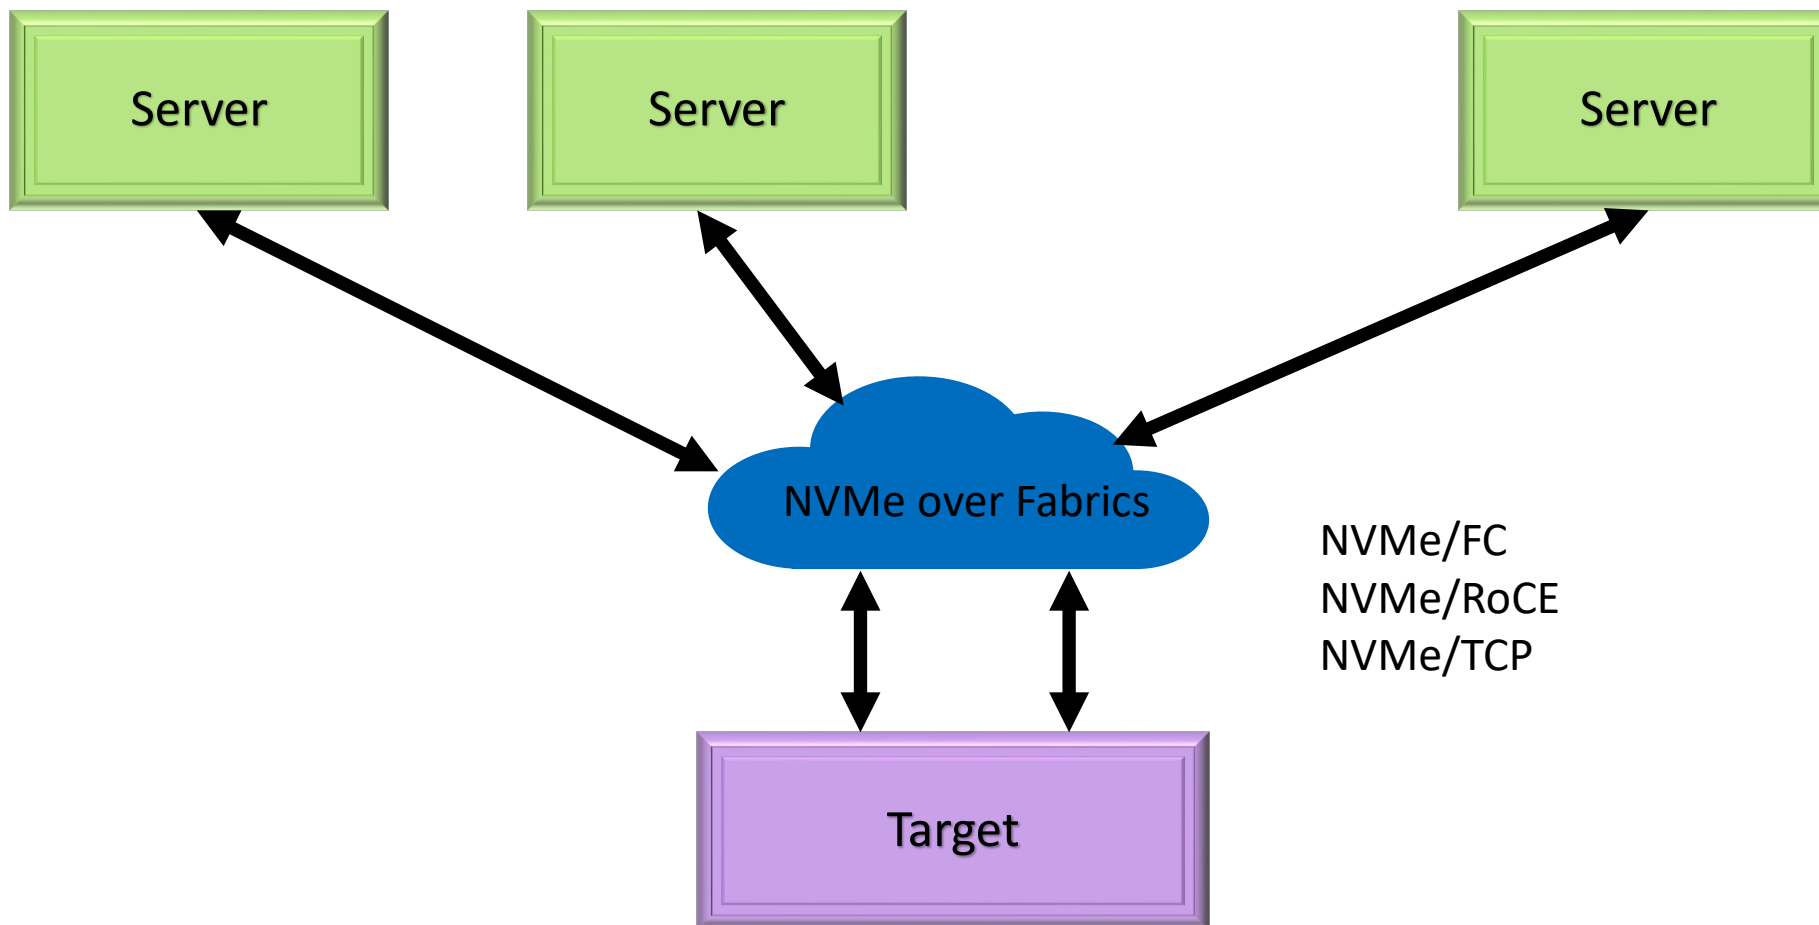 Server
Server
Server
NVMe over Fabrics
NVMe/FC
NVMe/RoCE
NVMe/TCP
Target